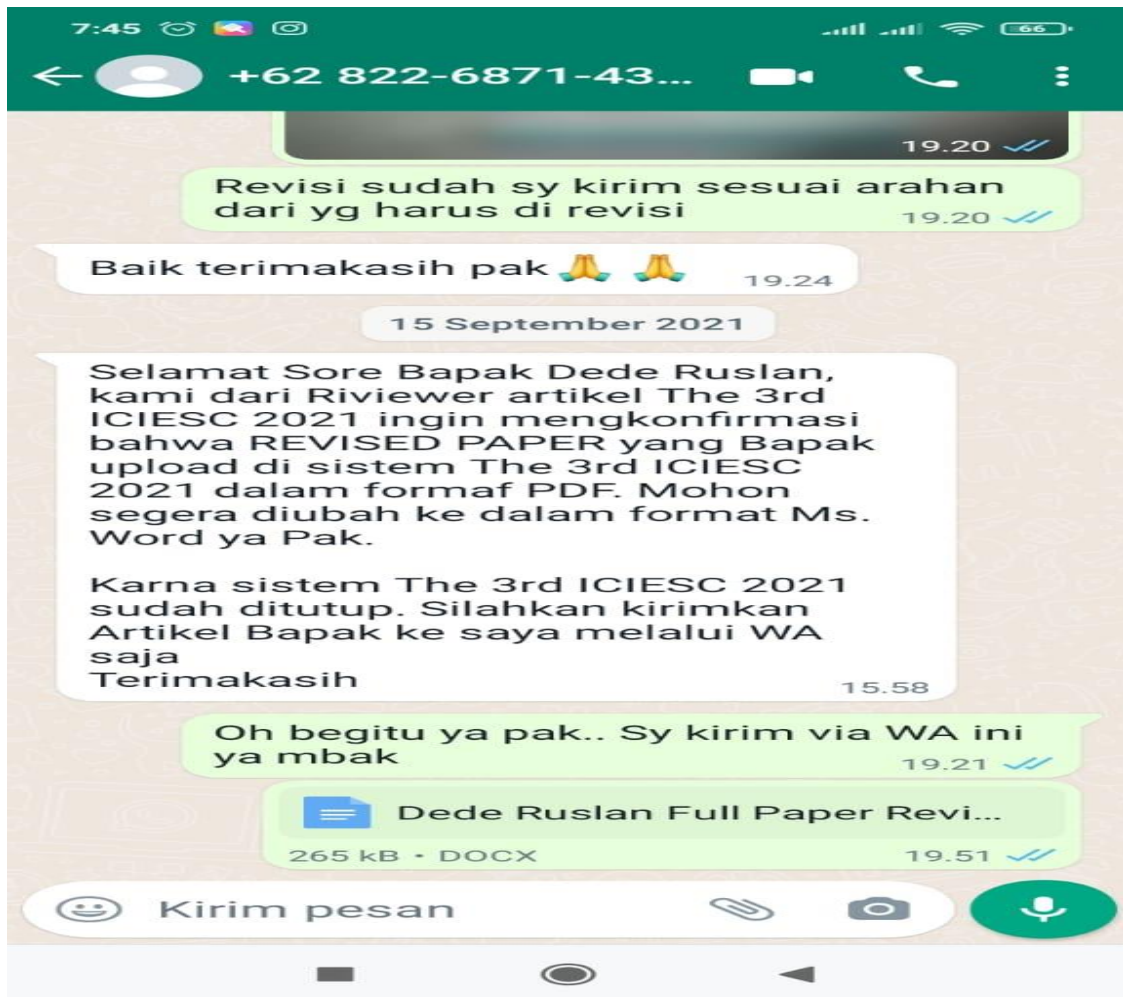 7:45
66
+62 822-6871-43...
19.20
Revisi sudah sy kirim sesuai arahan
dari yg harus di revisi
19.20
Baik terimakasih pak 🙏 🙏
19.24
15 September 2021
Selamat Sore Bapak Dede Ruslan,
kami dari Riviewer artikel The 3rd
ICIESC 2021 ingin mengkonfirmasi
bahwa REVISED PAPER yang Bapak
upload di sistem The 3rd ICIESC
2021 dalam formaf PDF. Mohon
segera diubah ke dalam format Ms.
Word ya Pak.
Karna sistem The 3rd ICIESC 2021
sudah ditutup. Silahkan kirimkan
Artikel Bapak ke saya melalui WA
saja
Terimakasih
15.58
Oh begitu ya pak.. Sy kirim via WA ini
ya mbak
19.21
Dede Ruslan Full Paper Revi...
265 kB • DOCX
19.51
Kirim pesan